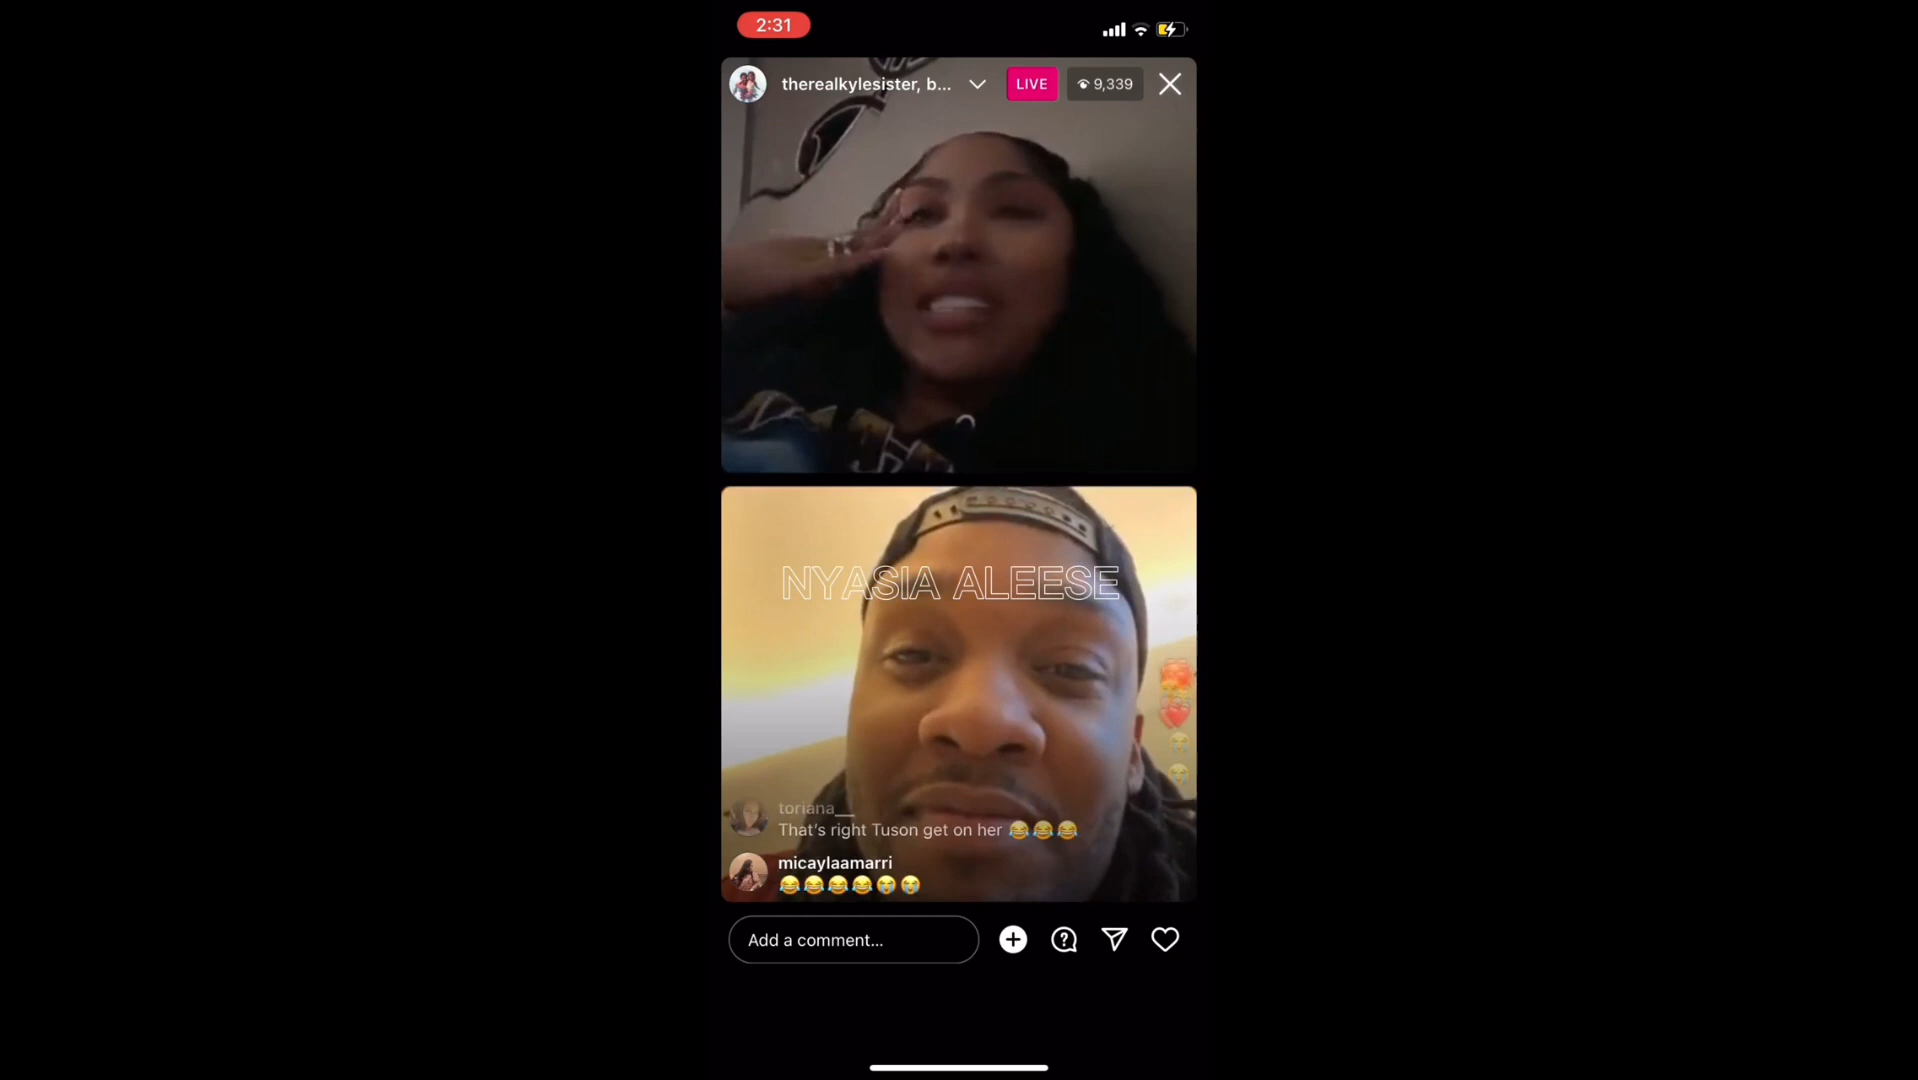 2:31
therealkylesister, b...
LIVE
9,339
NYASIA ALEESE
toriana__
That's right Tuson get on her 😂😂😂
micaylaamarri
😂😂😂😂😭😭
Add a comment...